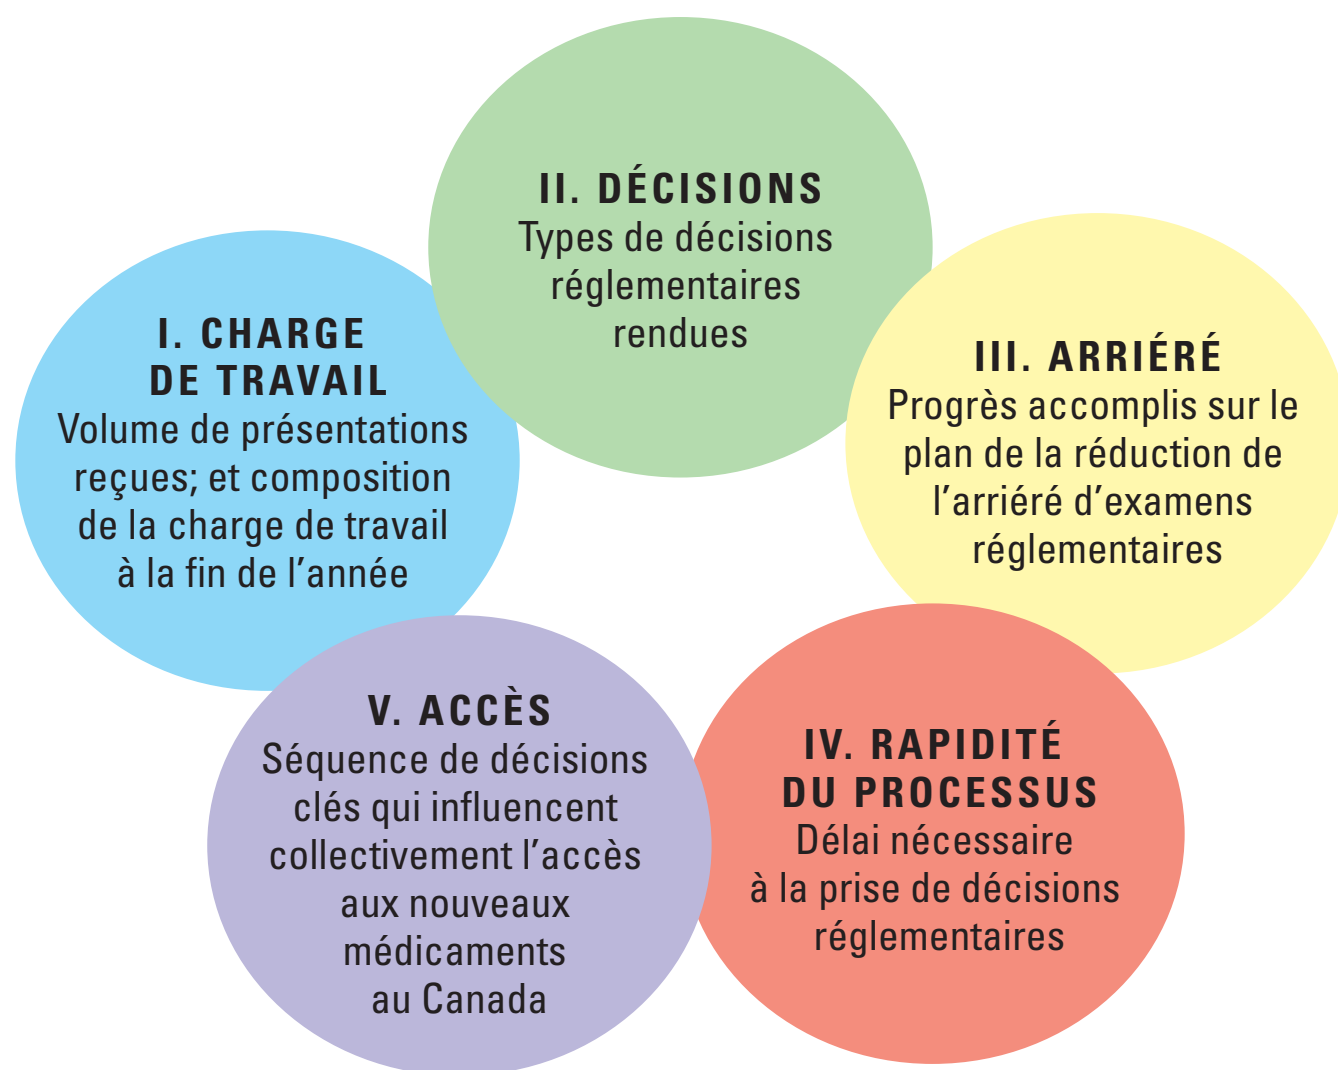 I. CHARGE
DE TRAVAIL
Volume de présentations
reçues; et composition
de la charge de travail
à la fin de l’année
II. DÉCISIONS
Types de décisions
réglementaires
rendues
III. ARRIÉRÉ
Progrès accomplis sur le
plan de la réduction de
l’arriéré d’examens
réglementaires
IV. RAPIDITÉ
DU PROCESSUS
Délai nécessaire
à la prise de décisions
réglementaires
V. ACCÈS
Séquence de décisions
clés qui influencent
collectivement l’accès
aux nouveaux
médicaments
au Canada